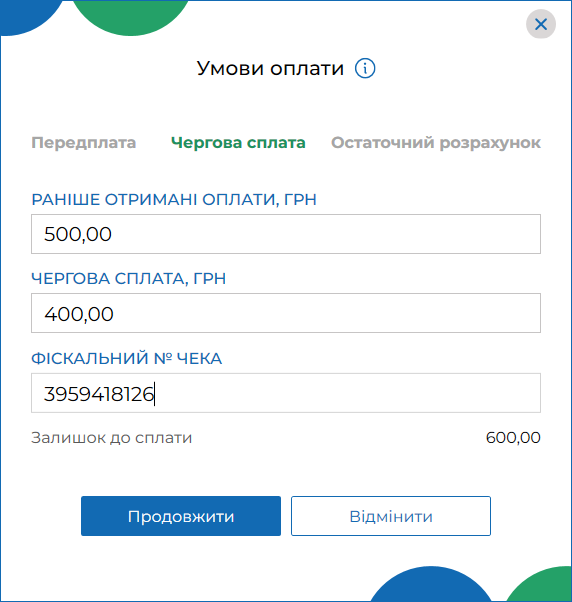 Умови оплати
Передплата Чергова сплата Остаточний розрахунок
РАНІШЕ ОТРИМАНІ ОПЛАТИ, ГРН
500,00
ЧЕРГОВА СПЛАТА, ГРН
400,00
ФІСКАЛЬНИЙ № ЧЕКА
3959418126
Залишок до сплати 600,00
Продовжити Відмінити